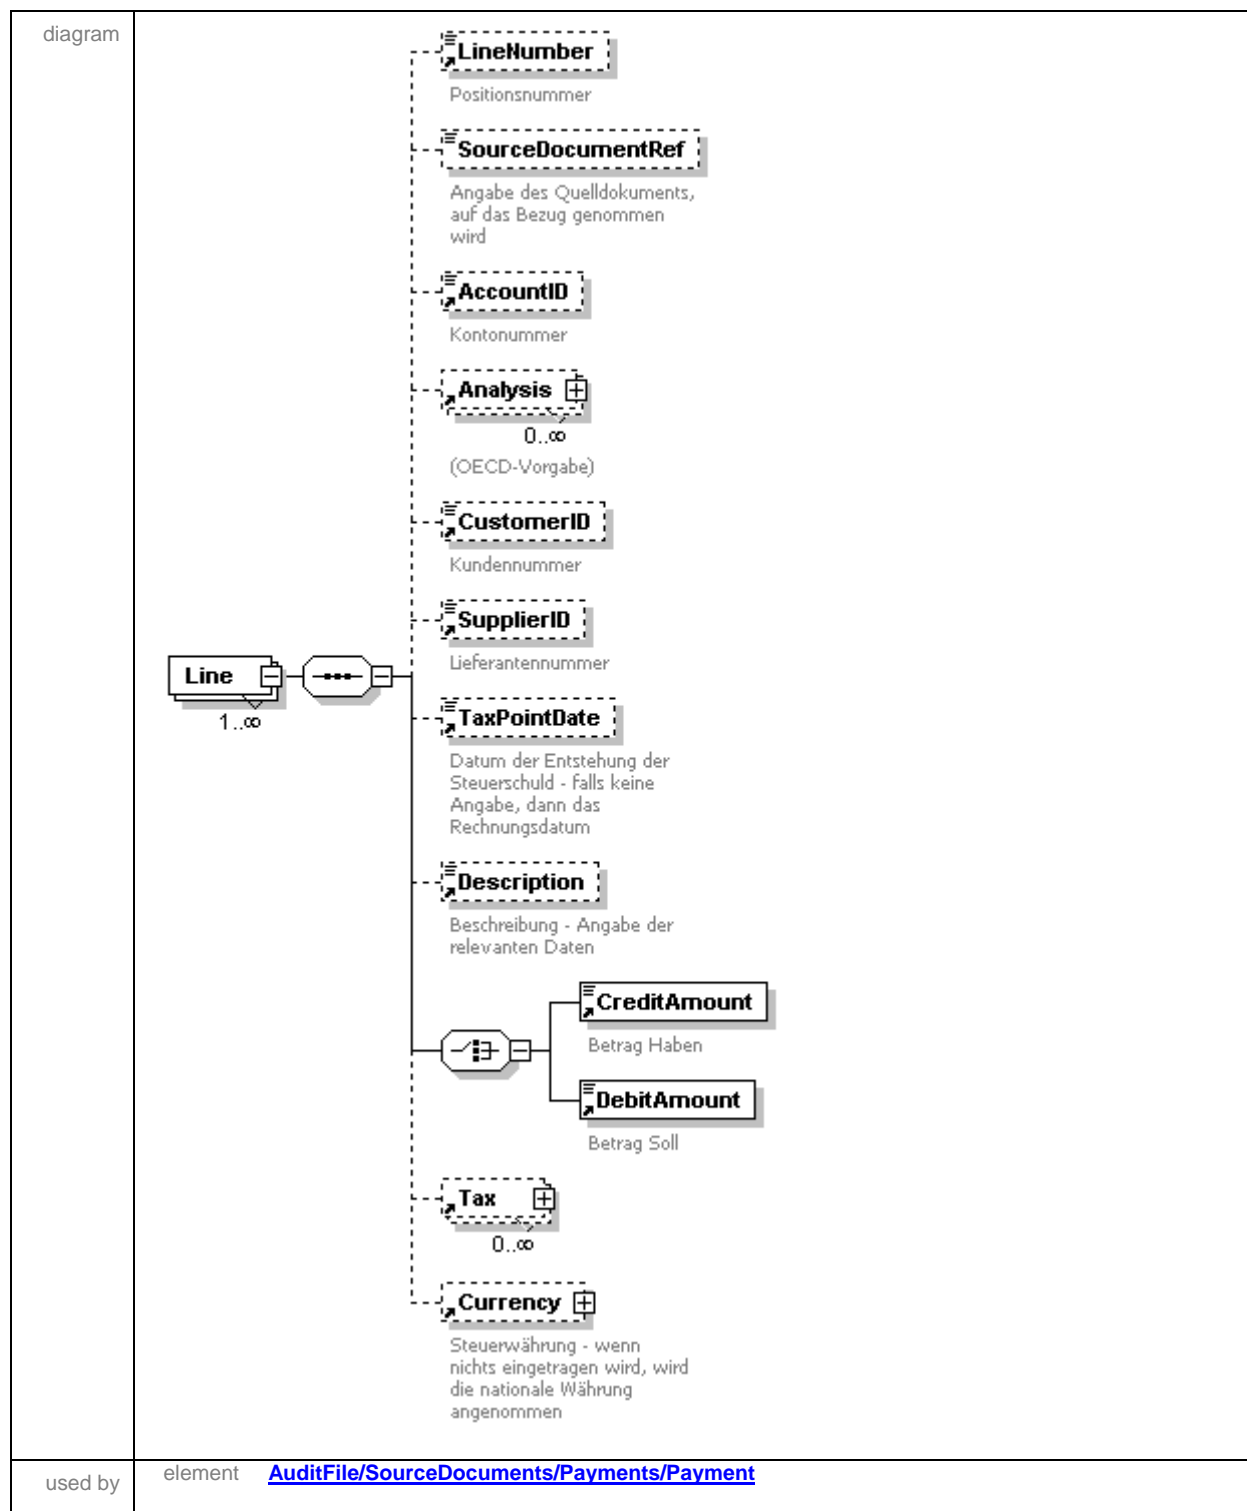 diagram
LineNumber
Positionsnummer
SourceDocumentRef
Angabe des Quelldokuments,
auf das Bezug genommen
wird
AccountID
Kontonummer
Analysis
0..∞
(OECD-Vorgabe)
CustomerID
Kundennummer
SupplierID
Lieferantennummer
Line
1..∞
TaxPointDate
Datum der Entstehung der
Steuerschuld - falls keine
Angabe, dann das
Rechnungsdatum
Description
Beschreibung - Angabe der
relevanten Daten
CreditAmount
Betrag Haben
DebitAmount
Betrag Soll
Tax
0..∞
Currency
Steuerwährung - wenn
nichts eingetragen wird, wird
die nationale Währung
angenommen
used by
element AuditFile/SourceDocuments/Payments/Payment